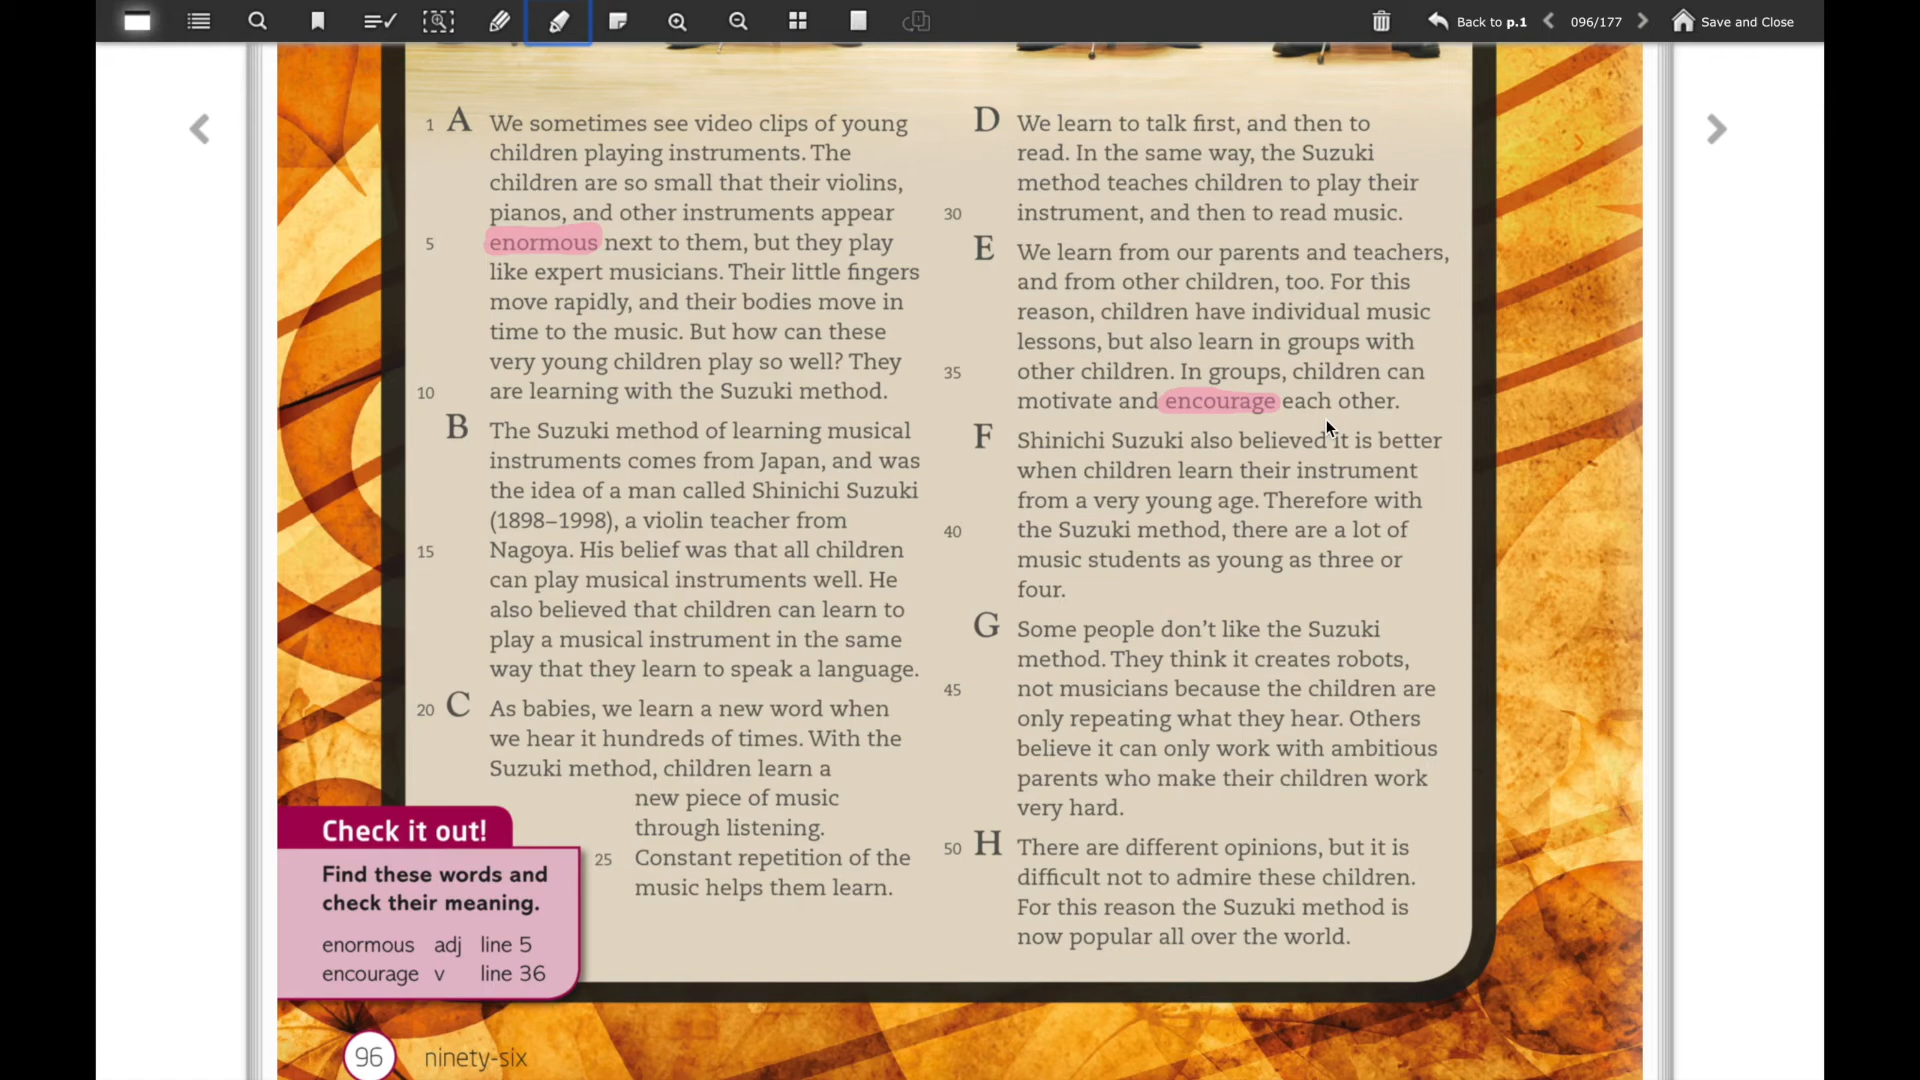 Back to p.1 096/177 Save and Close
1 A We sometimes see video clips of young
children playing instruments. The
children are so small that their violins,
pianos, and other instruments appear
5 enormous next to them, but they play
like expert musicians. Their little fingers
move rapidly, and their bodies move in
time to the music. But how can these
very young children play so well? They
10 are learning with the Suzuki method.
B The Suzuki method of learning musical
instruments comes from Japan, and was
the idea of a man called Shinichi Suzuki
(1898–1998), a violin teacher from
15 Nagoya. His belief was that all children
can play musical instruments well. He
also believed that children can learn to
play a musical instrument in the same
way that they learn to speak a language.
20 C As babies, we learn a new word when
we hear it hundreds of times. With the
Suzuki method, children learn a
new piece of music
through listening.
25 Constant repetition of the
music helps them learn.
D We learn to talk first, and then to
read. In the same way, the Suzuki
method teaches children to play their
30 instrument, and then to read music.
E We learn from our parents and teachers,
and from other children, too. For this
reason, children have individual music
lessons, but also learn in groups with
35 other children. In groups, children can
motivate and encourage each other.
F Shinichi Suzuki also believed it is better
when children learn their instrument
from a very young age. Therefore with
40 the Suzuki method, there are a lot of
music students as young as three or
four.
G Some people don't like the Suzuki
method. They think it creates robots,
45 not musicians because the children are
only repeating what they hear. Others
believe it can only work with ambitious
parents who make their children work
very hard.
50 H There are different opinions, but it is
difficult not to admire these children.
For this reason the Suzuki method is
now popular all over the world.
Check it out!
Find these words and
check their meaning.
enormous adj line 5
encourage v line 36
96 ninety-six